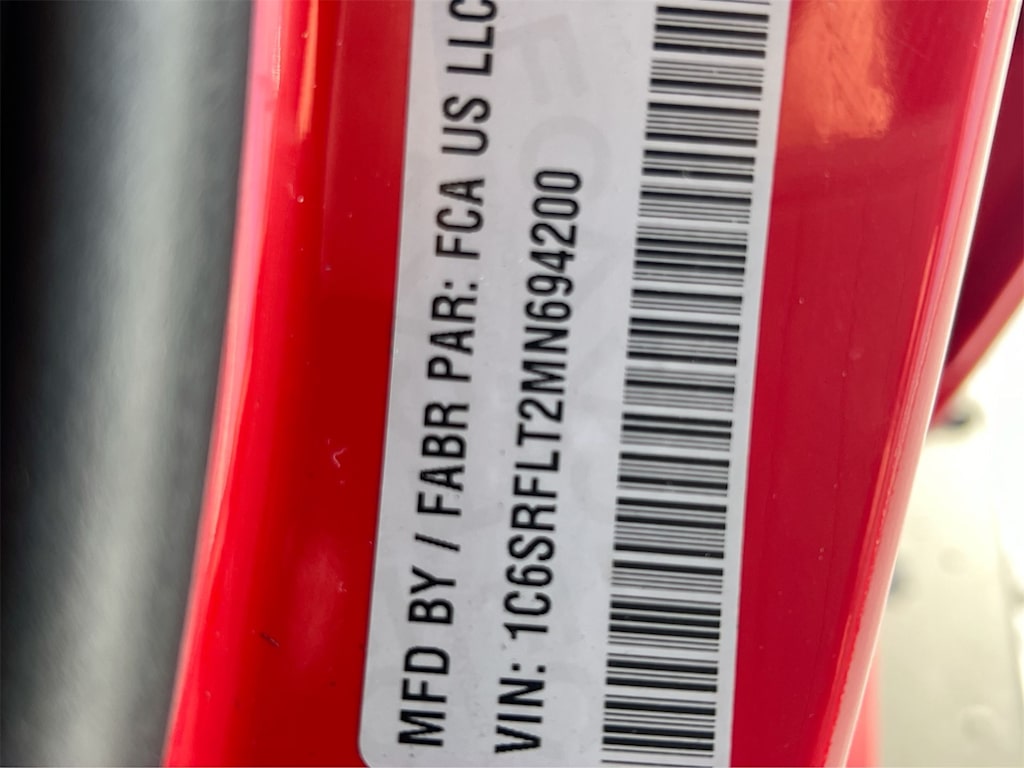 MFD BY / FABR PAR: FCA US LLC
VIN: 1C6SRFLT2MN694200